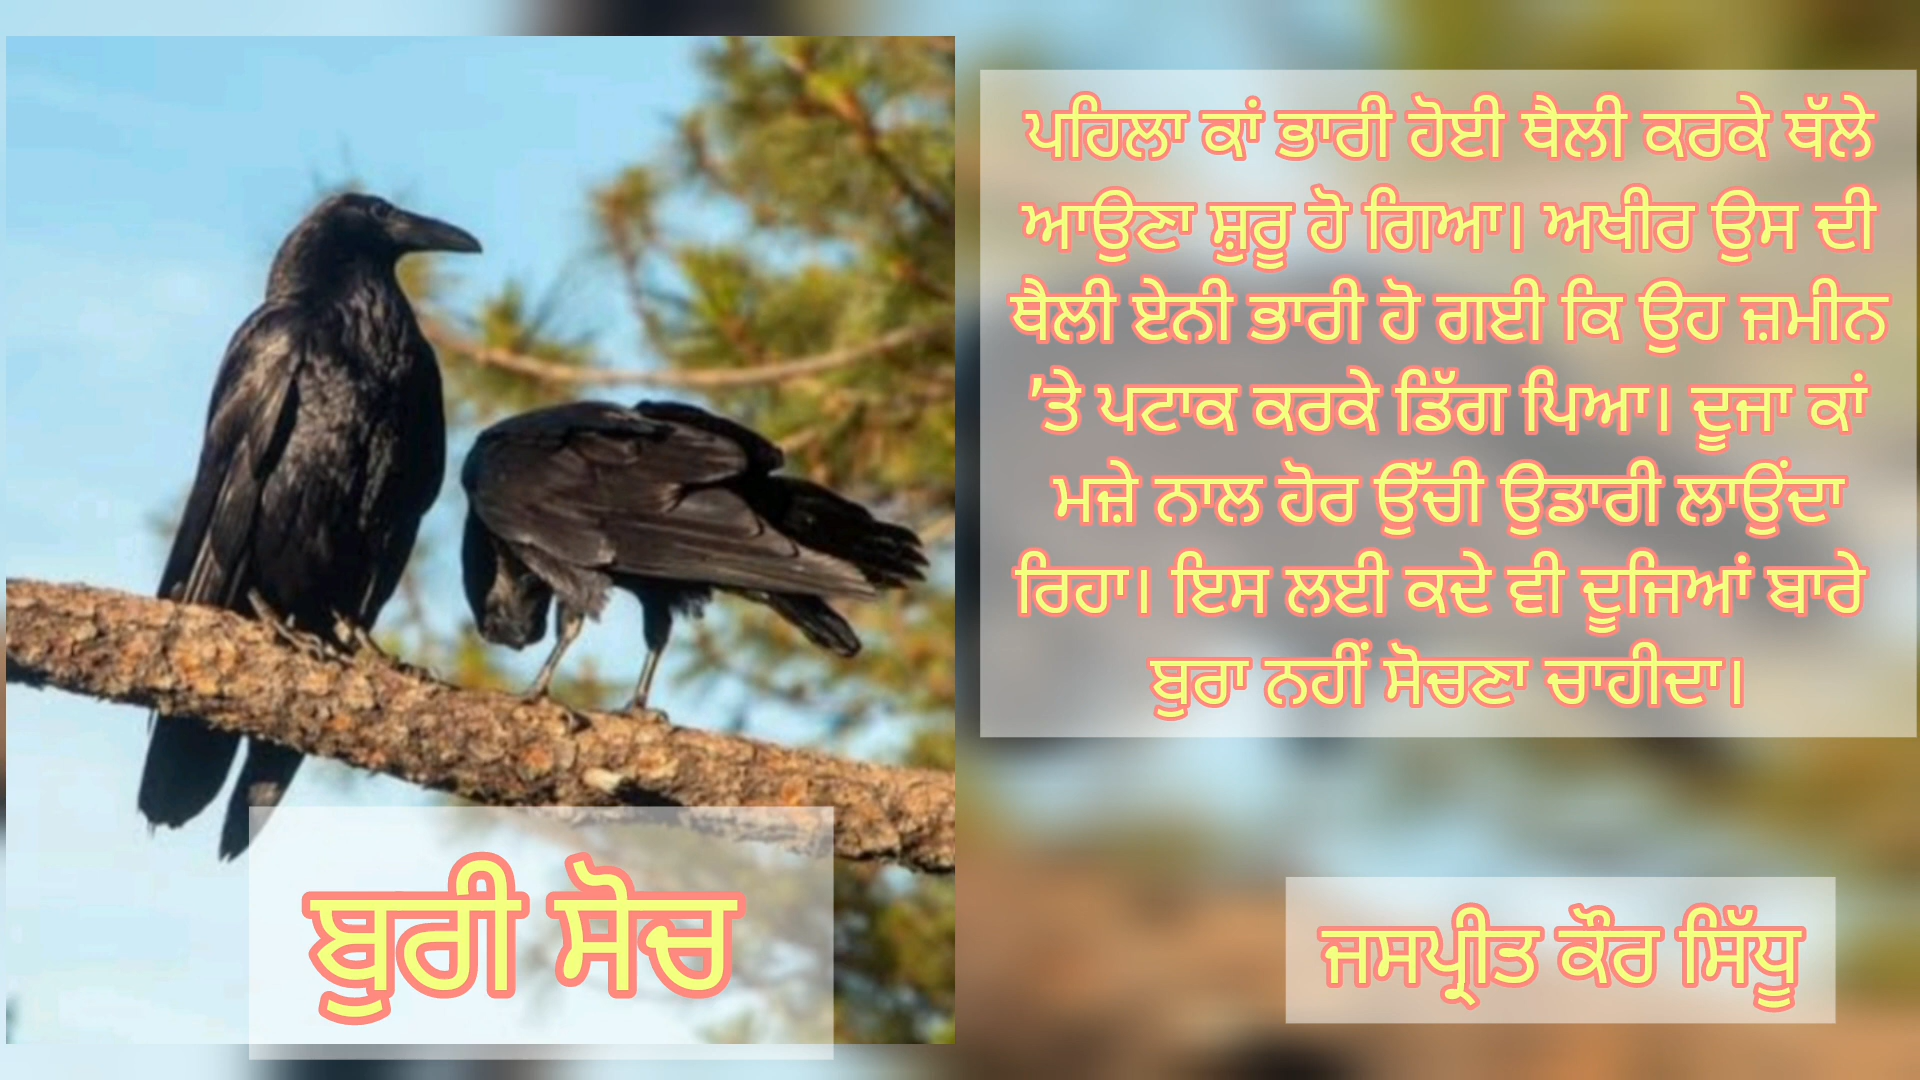 ਪਹਿਲਾ ਕਾਂ ਭਾਰੀ ਹੋਈ ਥੈਲੀ ਕਰਕੇ ਥੱਲੇ
ਆਉਣਾ ਸ਼ੁਰੂ ਹੋ ਗਿਆ। ਅਖੀਰ ਉਸ ਦੀ
ਥੈਲੀ ਏਨੀ ਭਾਰੀ ਹੋ ਗਈ ਕਿ ਉਹ ਜ਼ਮੀਨ
’ਤੇ ਪਟਾਕ ਕਰਕੇ ਡਿੱਗ ਪਿਆ। ਦੂਜਾ ਕਾਂ
ਮਜ਼ੇ ਨਾਲ ਹੋਰ ਉੱਚੀ ਉਡਾਰੀ ਲਾਉਂਦਾ
ਰਿਹਾ। ਇਸ ਲਈ ਕਦੇ ਵੀ ਦੂਜਿਆਂ ਬਾਰੇ
ਬੁਰਾ ਨਹੀਂ ਸੋਚਣਾ ਚਾਹੀਦਾ।
ਬੁਰੀ ਸੋਚ
ਜਸਪ੍ਰੀਤ ਕੌਰ ਸਿੱਧੂ